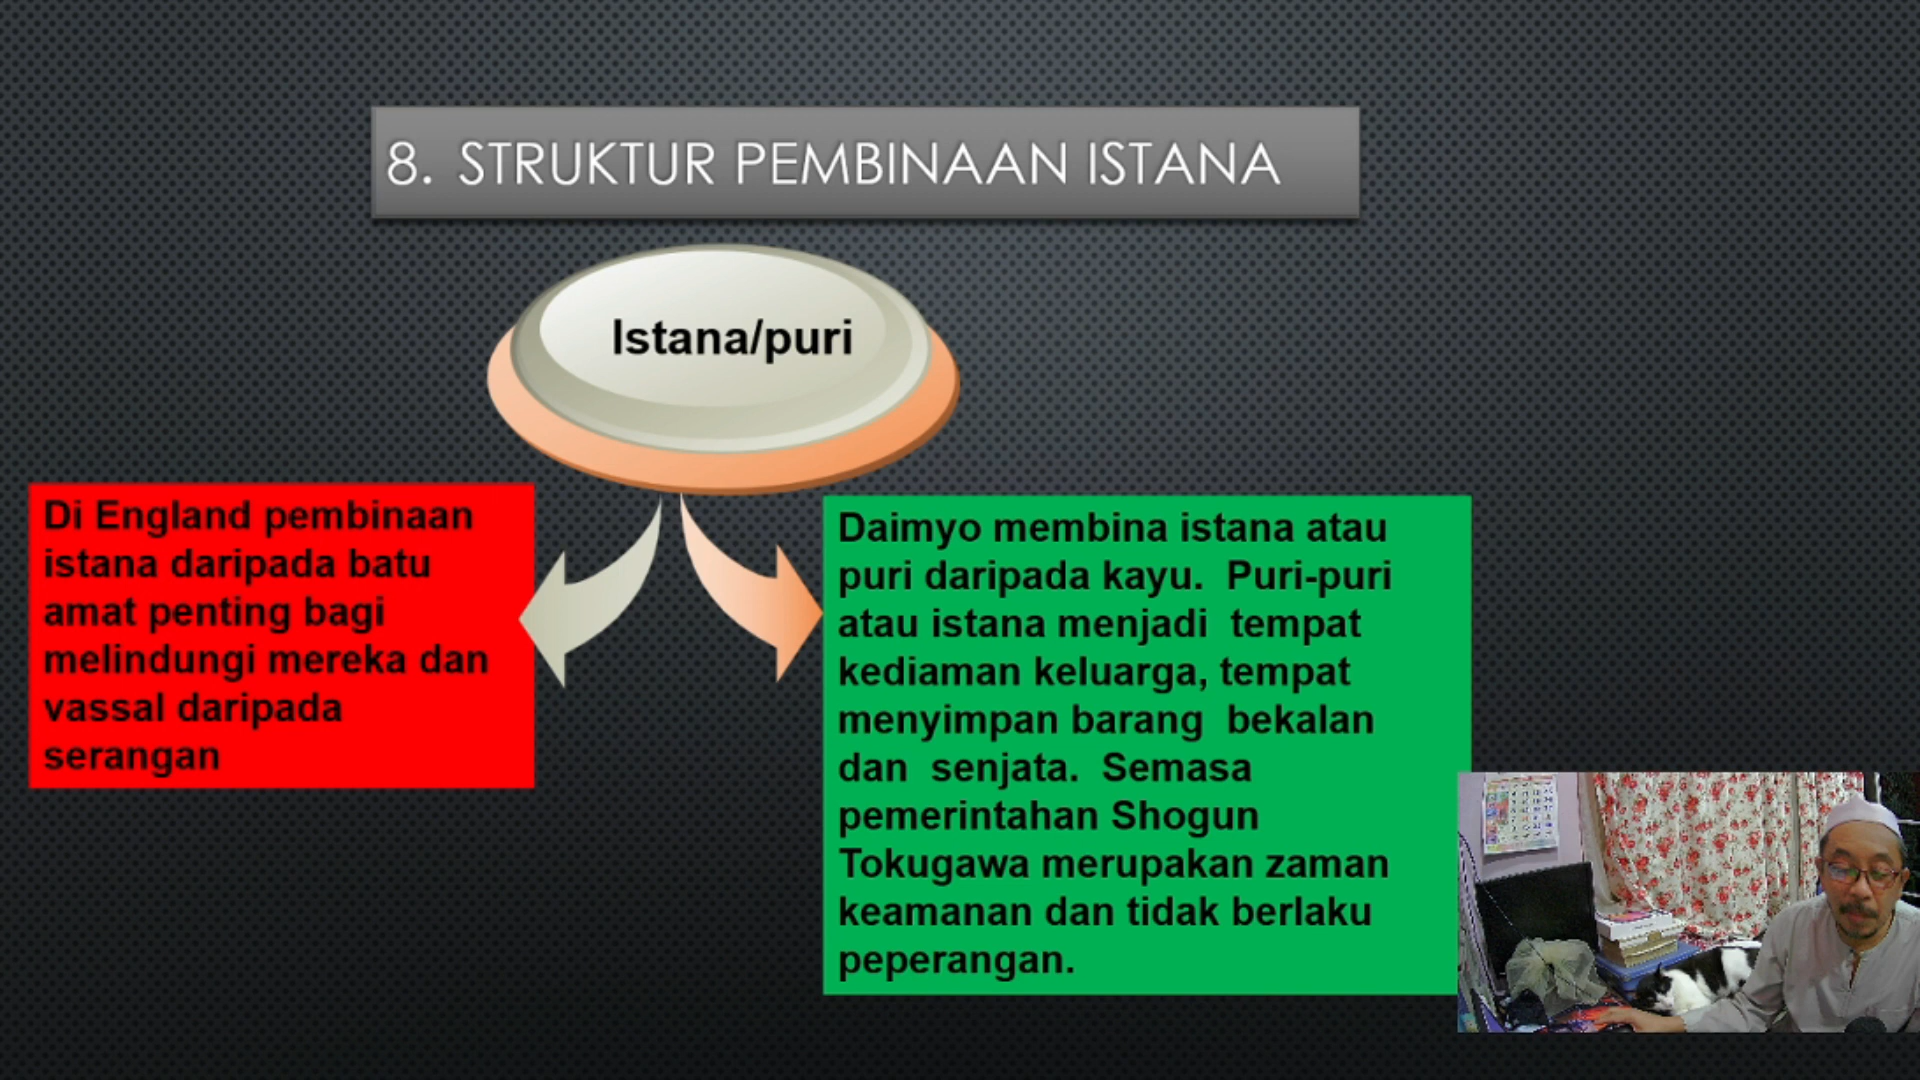 8. STRUKTUR PEMBINAAN ISTANA
Istana/puri
Di England pembinaan
istana daripada batu
amat penting bagi
melindungi mereka dan
vassal daripada
serangan
Daimyo membina istana atau
puri daripada kayu. Puri-puri
atau istana menjadi tempat
kediaman keluarga, tempat
menyimpan barang bekalan
dan senjata. Semasa
pemerintahan Shogun
Tokugawa merupakan zaman
keamanan dan tidak berlaku
peperangan.